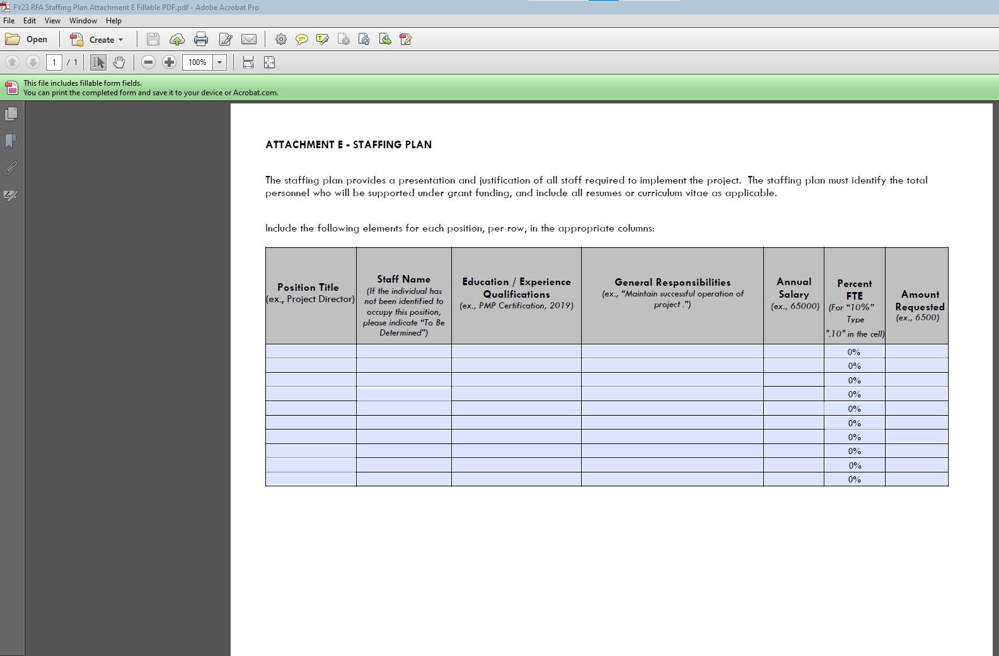 FY23 RFA Staffing Plan Attachment E Fillable PDF.pdf - Adobe Acrobat Pro
File Edit View Window Help
Open Create
1 / 1 100%
This file includes fillable form fields.
You can print the completed form and save it to your device or Acrobat.com.
ATTACHMENT E - STAFFING PLAN
The staffing plan provides a presentation and justification of all staff required to implement the project. The staffing plan must identify the total
personnel who will be supported under grant funding, and include all resumes or curriculum vitae as applicable.
Include the following elements for each position, per row, in the appropriate columns:
Position Title
(ex., Project Director)
Staff Name
(If the individual has
not been identified to
occupy this position,
please indicate “To Be
Determined”)
Education / Experience
Qualifications
(ex., PMP Certification, 2019)
General Responsibilities
(ex., “Maintain successful operation of
project .”)
Annual
Salary
(ex., 65000)
Percent
FTE
(For “10%”
Type
".10" in the cell)
Amount
Requested
(ex., 6500)
0%
0%
0%
0%
0%
0%
0%
0%
0%
0%